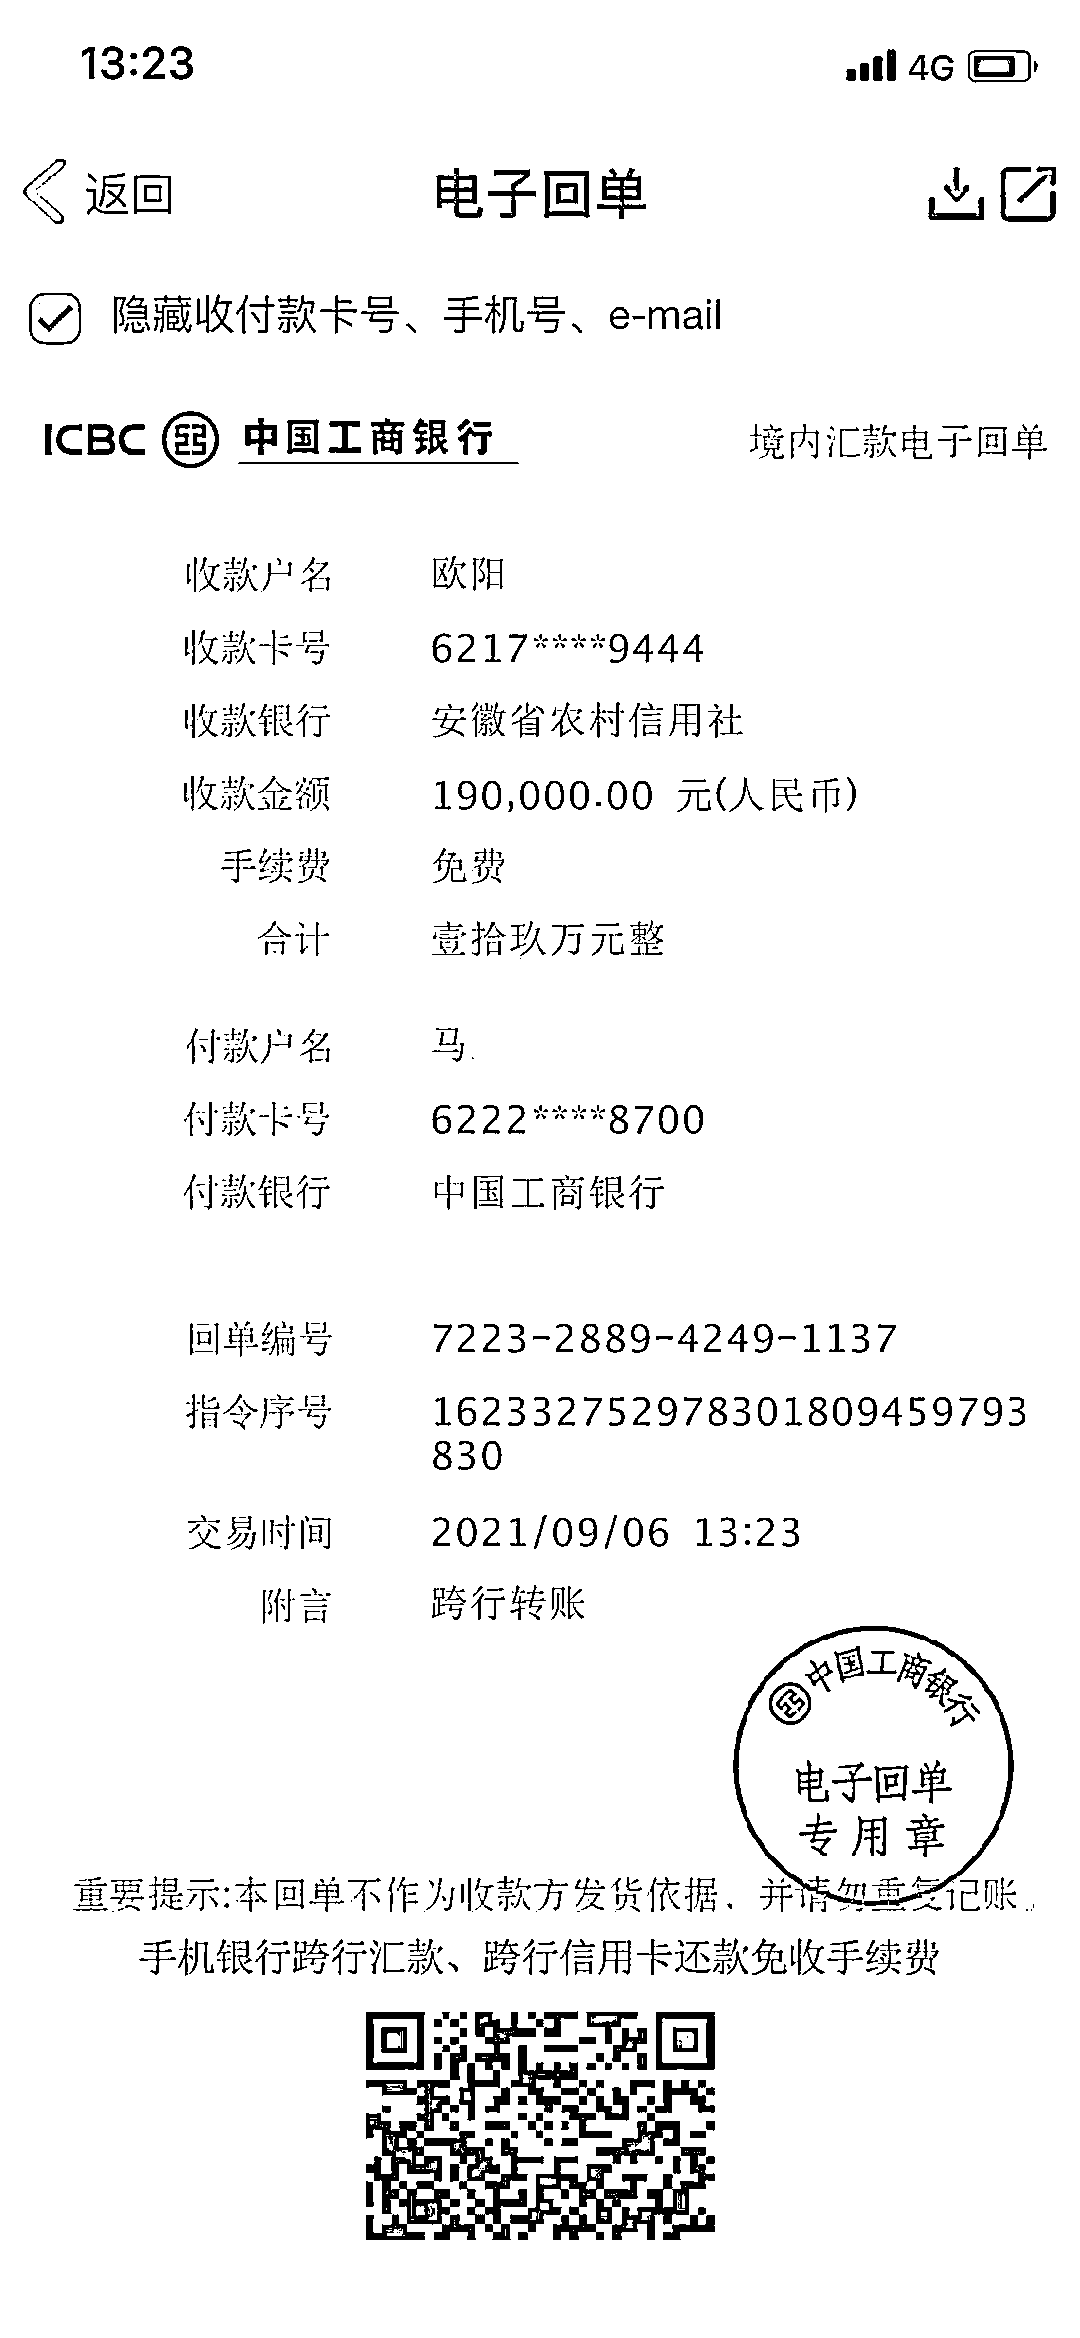 13:23 4G
返回 电子回单
隐藏收付款卡号、手机号、e-mail
ICBC 中国工商银行 境内汇款电子回单
收款户名 欧阳
收款卡号 6217****9444
收款银行 安徽省农村信用社
收款金额 190,000.00 元(人民币)
手续费 免费
合计 壹拾玖万元整
付款户名 马
付款卡号 6222****8700
付款银行 中国工商银行
回单编号 7223-2889-4249-1137
指令序号 162332752978301809459793
830
交易时间 2021/09/06 13:23
附言 跨行转账
中国工商银行
电子回单
专用章
重要提示:本回单不作为收款方发货依据，并请勿重复记账。
手机银行跨行汇款、跨行信用卡还款免收手续费